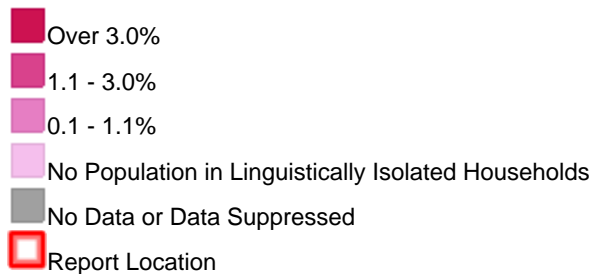 Over 3.0%
1.1 - 3.0%
0.1 - 1.1%
No Population in Linguistically Isolated Households
No Data or Data Suppressed
Report Location